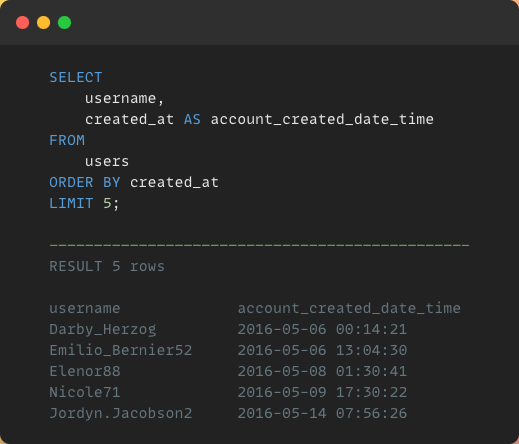 SELECT
    username,
    created_at AS account_created_date_time
FROM
    users
ORDER BY created_at
LIMIT 5;
-----------------------------------------------
RESULT 5 rows
username             account_created_date_time
Darby_Herzog         2016-05-06 00:14:21
Emilio_Bernier52     2016-05-06 13:04:30
Elenor88             2016-05-08 01:30:41
Nicole71             2016-05-09 17:30:22
Jordyn.Jacobson2     2016-05-14 07:56:26